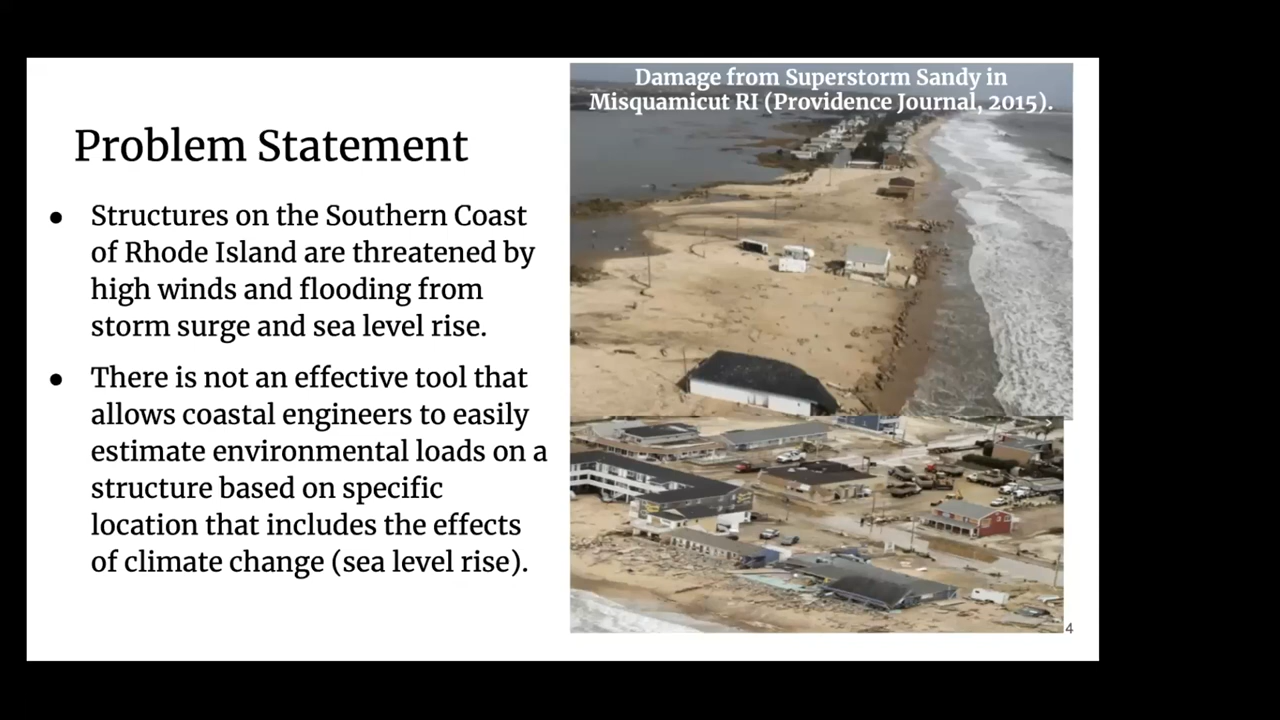 Damage from Superstorm Sandy in
Misquamicut RI (Providence Journal, 2015).
Problem Statement
● Structures on the Southern Coast
of Rhode Island are threatened by
high winds and flooding from
storm surge and sea level rise.
● There is not an effective tool that
allows coastal engineers to easily
estimate environmental loads on a
structure based on specific
location that includes the effects
of climate change (sea level rise).
4